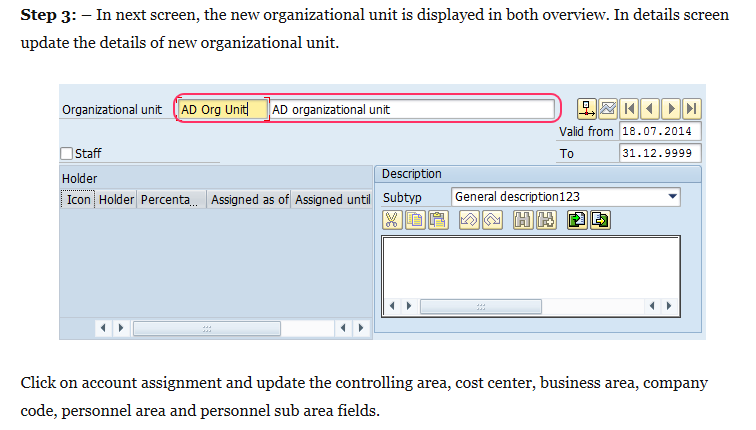 Step 3: – In next screen, the new organizational unit is displayed in both overview. In details screen
update the details of new organizational unit.
Organizational unit AD Org Unit AD organizational unit
Valid from 18.07.2014
Staff To 31.12.9999
Holder Description
Icon Holder Percenta... Assigned as of Assigned until Subtyp General description123
Click on account assignment and update the controlling area, cost center, business area, company
code, personnel area and personnel sub area fields.